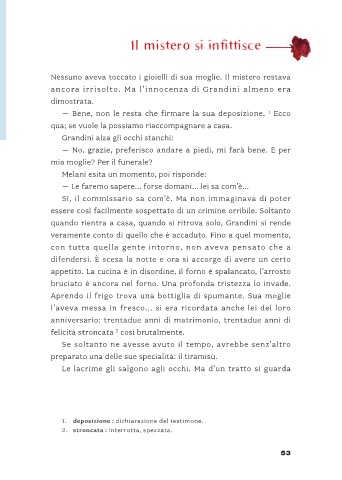 Il mistero si infittisce
Nessuno aveva toccato i gioielli di sua moglie. Il mistero restava
ancora irrisolto. Ma l'innocenza di Grandini almeno era
dimostrata.
— Bene, non le resta che firmare la sua deposizione. 1 Ecco
qua; se vuole la possiamo riaccompagnare a casa.
Grandini alza gli occhi stanchi:
— No, grazie, preferisco andare a piedi, mi farà bene. E per
mia moglie? Per il funerale?
Melani esita un momento, poi risponde:
— Le faremo sapere... forse domani... lei sa com'è...
Sì, il commissario sa com'è. Ma non immaginava di poter
essere così facilmente sospettato di un crimine orribile. Soltanto
quando rientra a casa, quando si ritrova solo, Grandini si rende
veramente conto di quello che è accaduto. Fino a quel momento,
con tutta quella gente intorno, non aveva pensato che a
difendersi. È scesa la notte e ora si accorge di avere un certo
appetito. La cucina è in disordine, il forno è spalancato, l'arrosto
bruciato è ancora nel forno. Una profonda tristezza lo invade.
Aprendo il frigo trova una bottiglia di spumante. Sua moglie
l'aveva messa in fresco... si era ricordata anche lei del loro
anniversario: trentadue anni di matrimonio, trentadue anni di
felicità stroncata 2 così brutalmente.
Se soltanto ne avesse avuto il tempo, avrebbe senz'altro
preparato una delle sue specialità: il tiramisù.
Le lacrime gli salgono agli occhi. Ma d'un tratto si guarda
1. deposizione : dichiarazione del testimone.
2. stroncata : interrotta, spezzata.
53